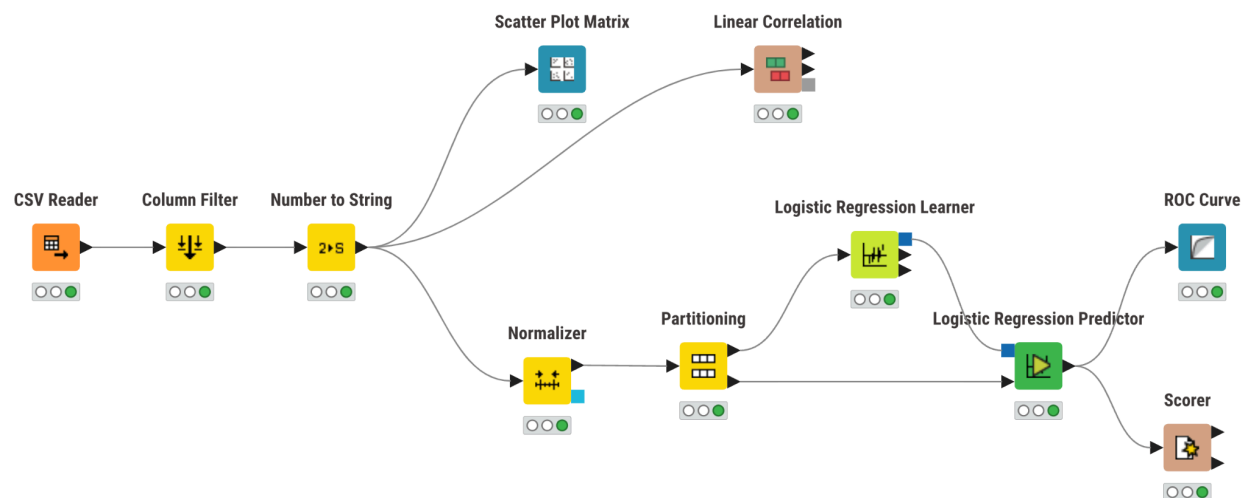 Scatter Plot Matrix
Linear Correlation
CSV Reader
Column Filter
Number to String
2▸S
Logistic Regression Learner
ROC Curve
Normalizer
Partitioning
Logistic Regression Predictor
Scorer